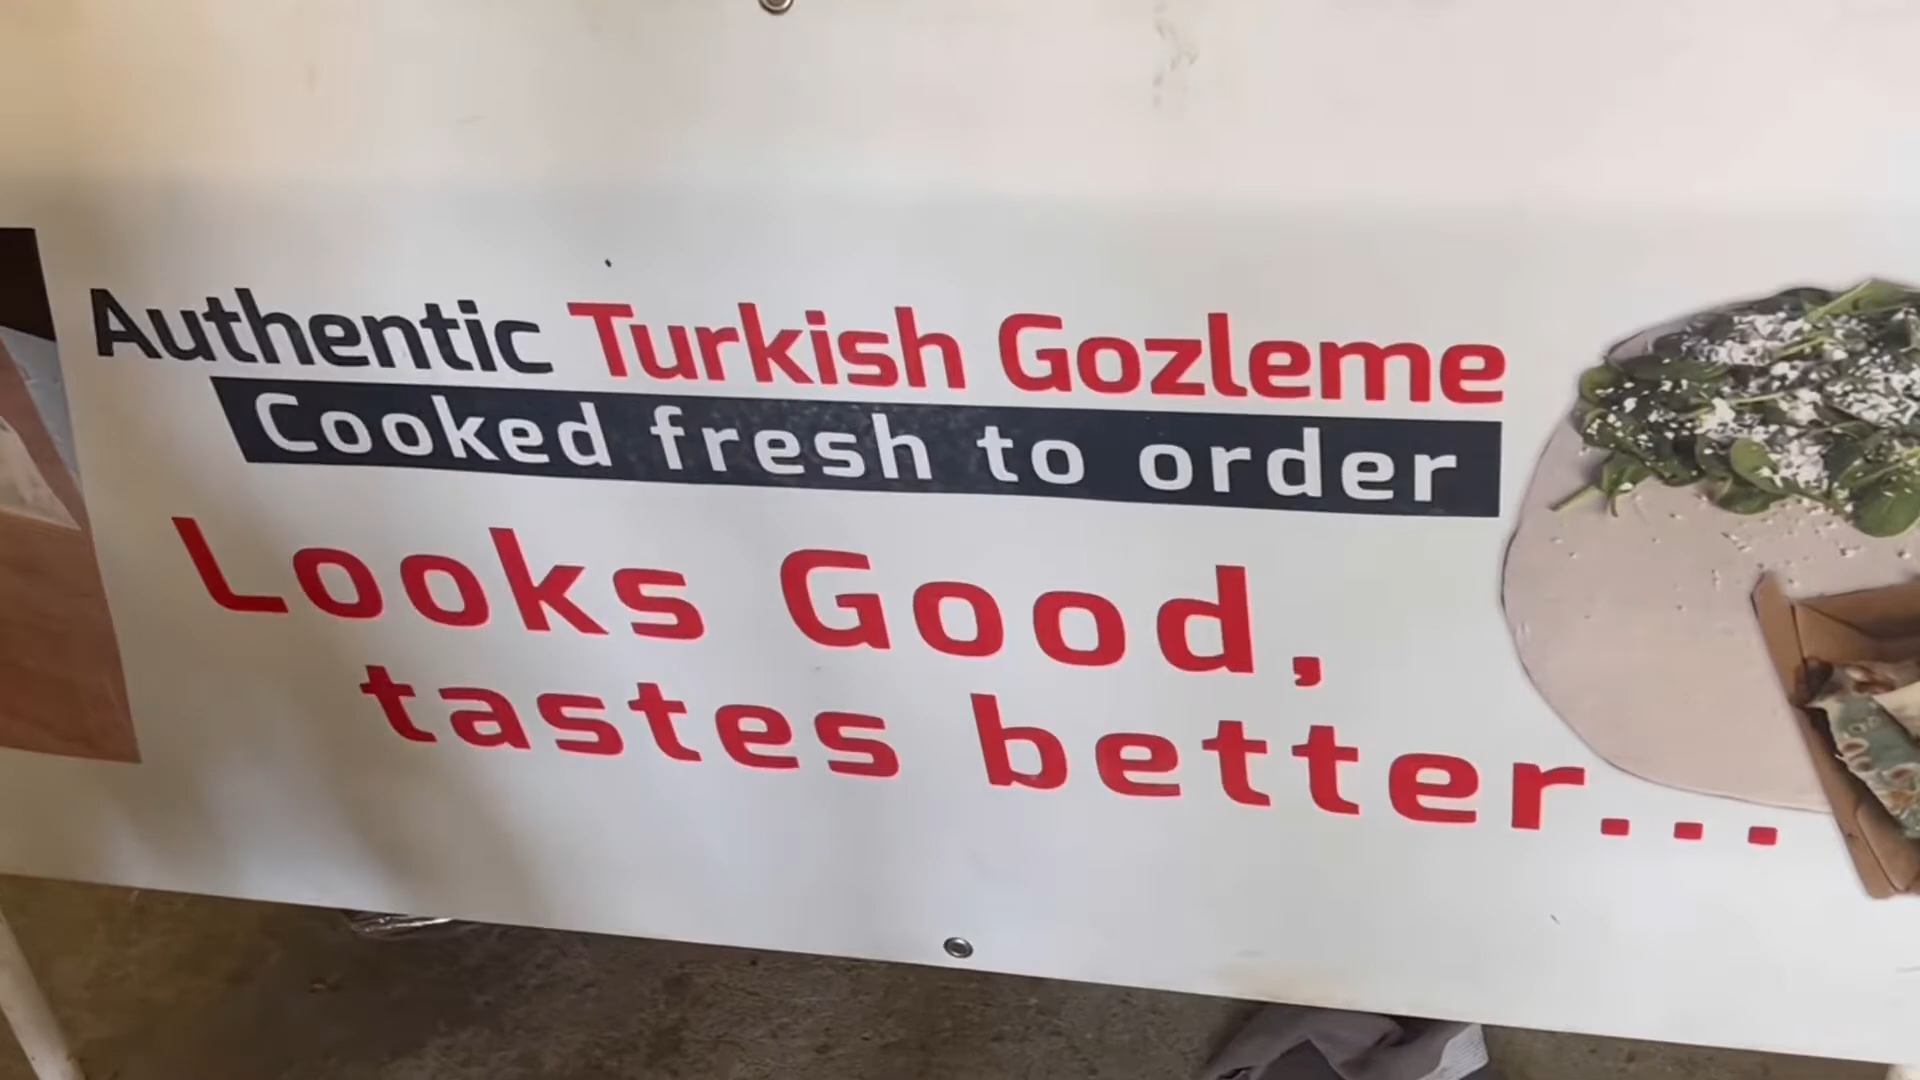 Authentic Turkish Gozleme
Cooked fresh to order
Looks Good,
tastes better...